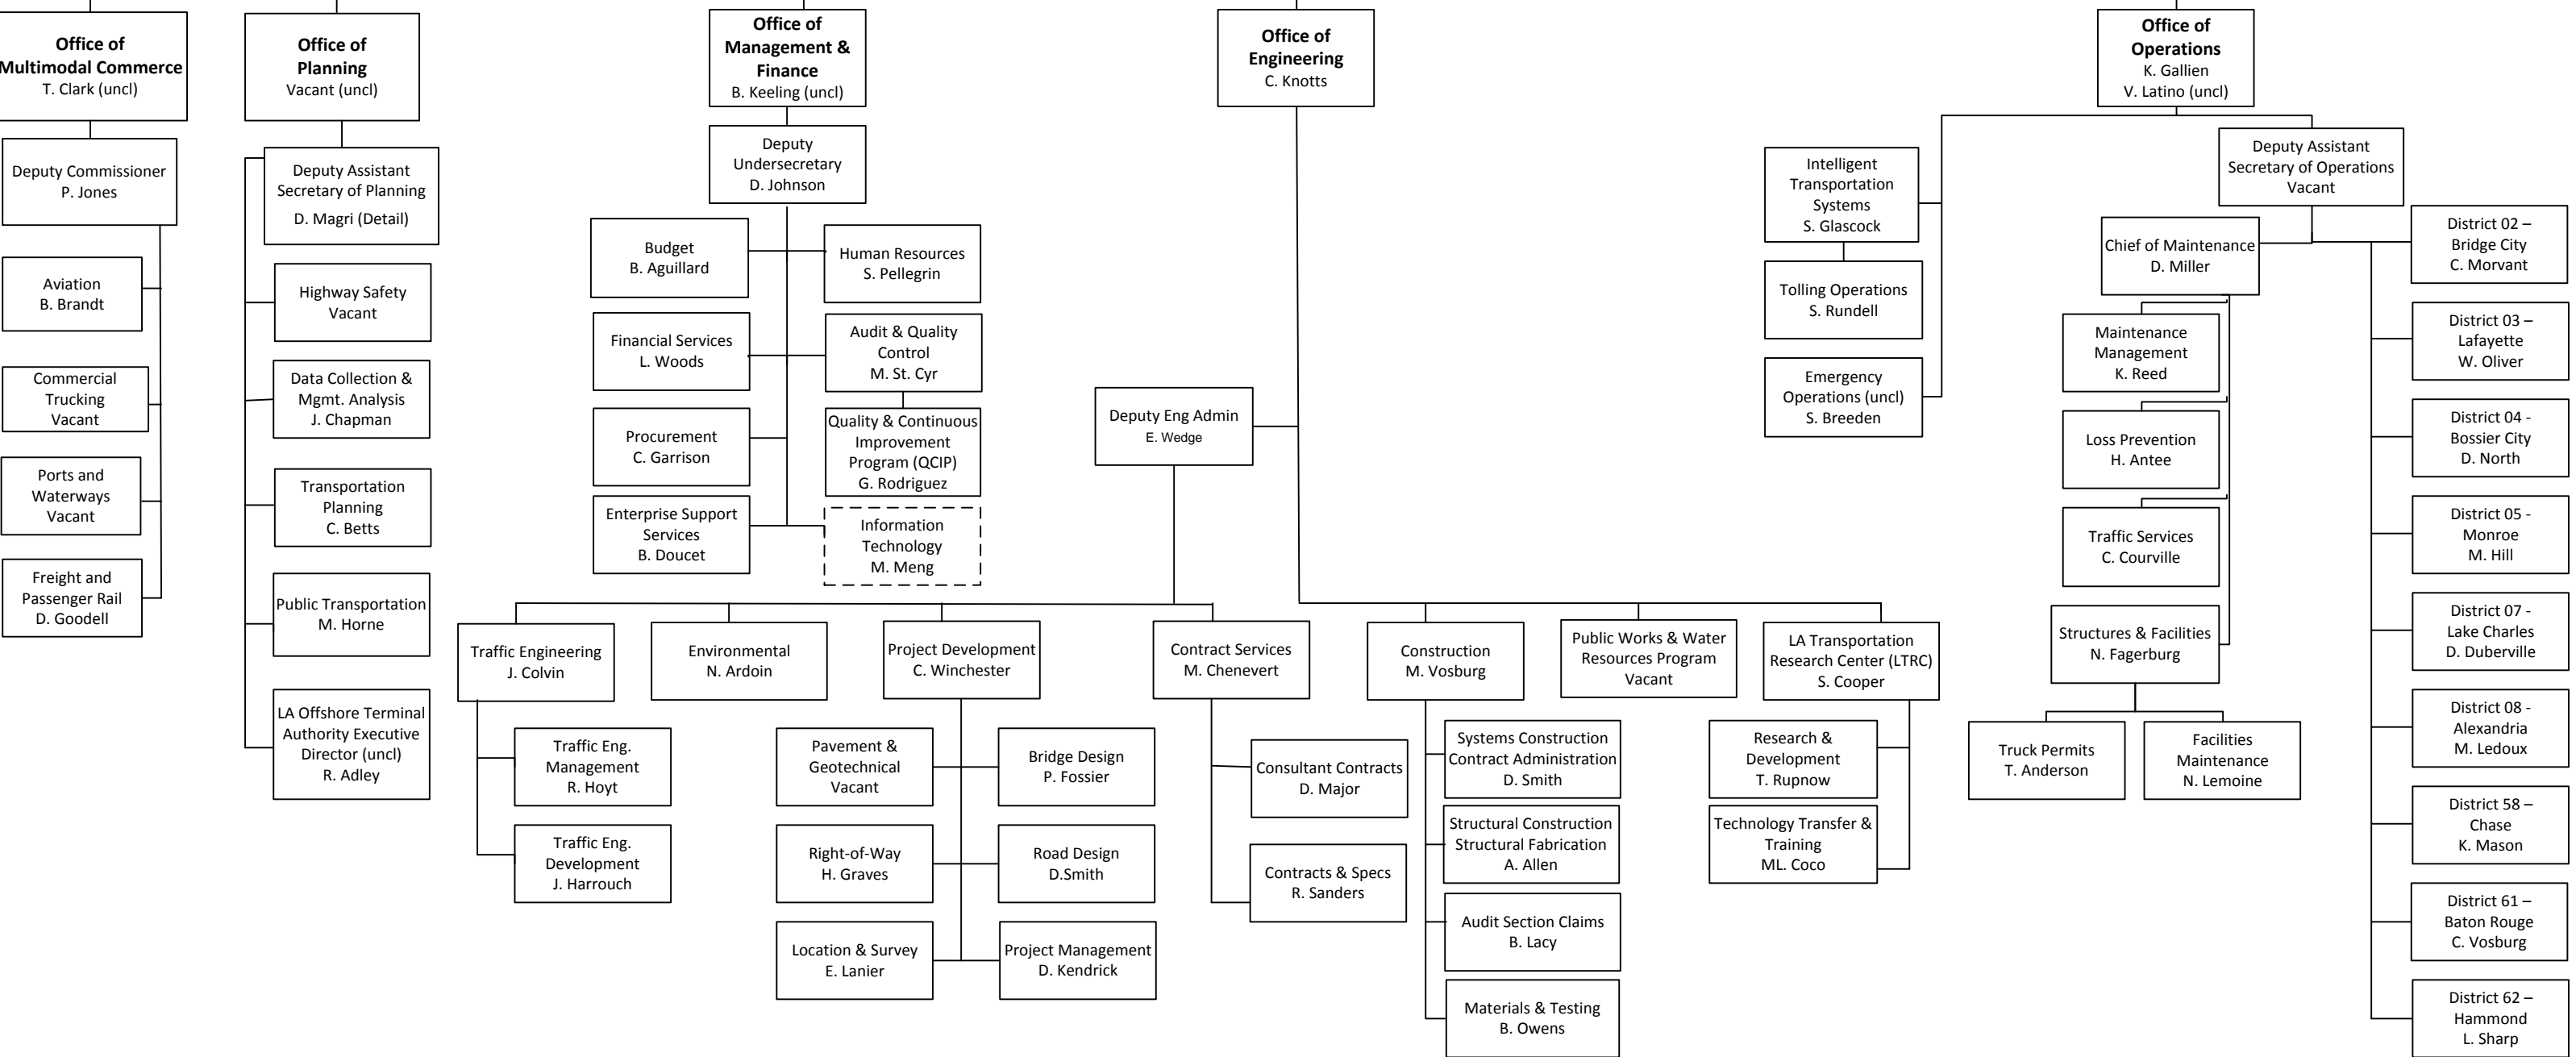 Office of
Multimodal Commerce
T. Clark (uncl)
Deputy Commissioner
P. Jones
Aviation
B. Brandt
Commercial
Trucking
Vacant
Ports and
Waterways
Vacant
Freight and
Passenger Rail
D. Goodell
Office of
Planning
Vacant (uncl)
Deputy Assistant
Secretary of Planning
D. Magri (Detail)
Highway Safety
Vacant
Data Collection &
Mgmt. Analysis
J. Chapman
Transportation
Planning
C. Betts
Public Transportation
M. Horne
LA Offshore Terminal
Authority Executive
Director (uncl)
R. Adley
Office of
Management &
Finance
B. Keeling (uncl)
Deputy
Undersecretary
D. Johnson
Budget
B. Aguillard
Human Resources
S. Pellegrin
Financial Services
L. Woods
Audit & Quality
Control
M. St. Cyr
Procurement
C. Garrison
Quality & Continuous
Improvement
Program (QCIP)
G. Rodriguez
Enterprise Support
Services
B. Doucet
Information
Technology
M. Meng
Office of
Engineering
C. Knotts
Deputy Eng Admin
E. Wedge
Traffic Engineering
J. Colvin
Traffic Eng.
Management
R. Hoyt
Traffic Eng.
Development
J. Harrouch
Environmental
N. Ardoin
Project Development
C. Winchester
Pavement &
Geotechnical
Vacant
Bridge Design
P. Fossier
Right-of-Way
H. Graves
Road Design
D.Smith
Location & Survey
E. Lanier
Project Management
D. Kendrick
Contract Services
M. Chenevert
Consultant Contracts
D. Major
Contracts & Specs
R. Sanders
Construction
M. Vosburg
Systems Construction
Contract Administration
D. Smith
Structural Construction
Structural Fabrication
A. Allen
Audit Section Claims
B. Lacy
Materials & Testing
B. Owens
Public Works & Water
Resources Program
Vacant
LA Transportation
Research Center (LTRC)
S. Cooper
Research &
Development
T. Rupnow
Technology Transfer &
Training
ML. Coco
Office of
Operations
K. Gallien
V. Latino (uncl)
Intelligent
Transportation
Systems
S. Glascock
Tolling Operations
S. Rundell
Emergency
Operations (uncl)
S. Breeden
Deputy Assistant
Secretary of Operations
Vacant
Chief of Maintenance
D. Miller
Maintenance
Management
K. Reed
Loss Prevention
H. Antee
Traffic Services
C. Courville
Structures & Facilities
N. Fagerburg
Truck Permits
T. Anderson
Facilities
Maintenance
N. Lemoine
District 02 –
Bridge City
C. Morvant
District 03 –
Lafayette
W. Oliver
District 04 -
Bossier City
D. North
District 05 -
Monroe
M. Hill
District 07 -
Lake Charles
D. Duberville
District 08 -
Alexandria
M. Ledoux
District 58 –
Chase
K. Mason
District 61 –
Baton Rouge
C. Vosburg
District 62 –
Hammond
L. Sharp